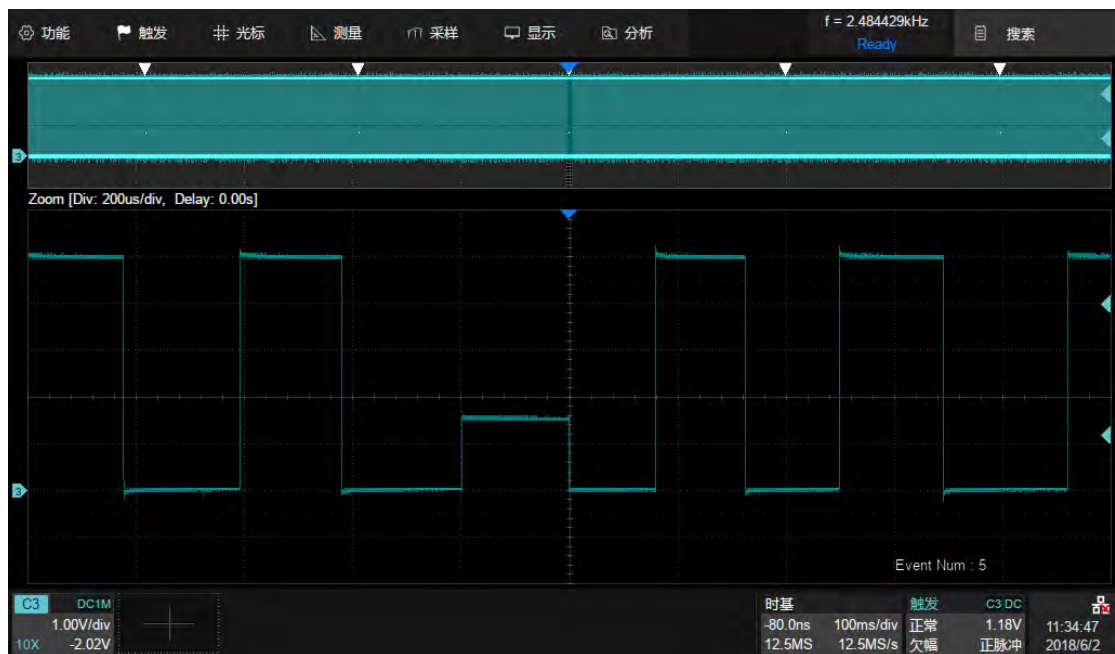 功能 触发 光标 测量 采样 显示 分析 f = 2.484429kHz Ready 搜索
3
Zoom [Div: 200us/div, Delay: 0.00s]
3
Event Num : 5
C3 DC1M
1.00V/div
10X -2.02V
时基 触发 C3 DC
-80.0ns 100ms/div 正常 1.18V 11:34:47
12.5MS 12.5MS/s 欠幅 正脉冲 2018/6/2